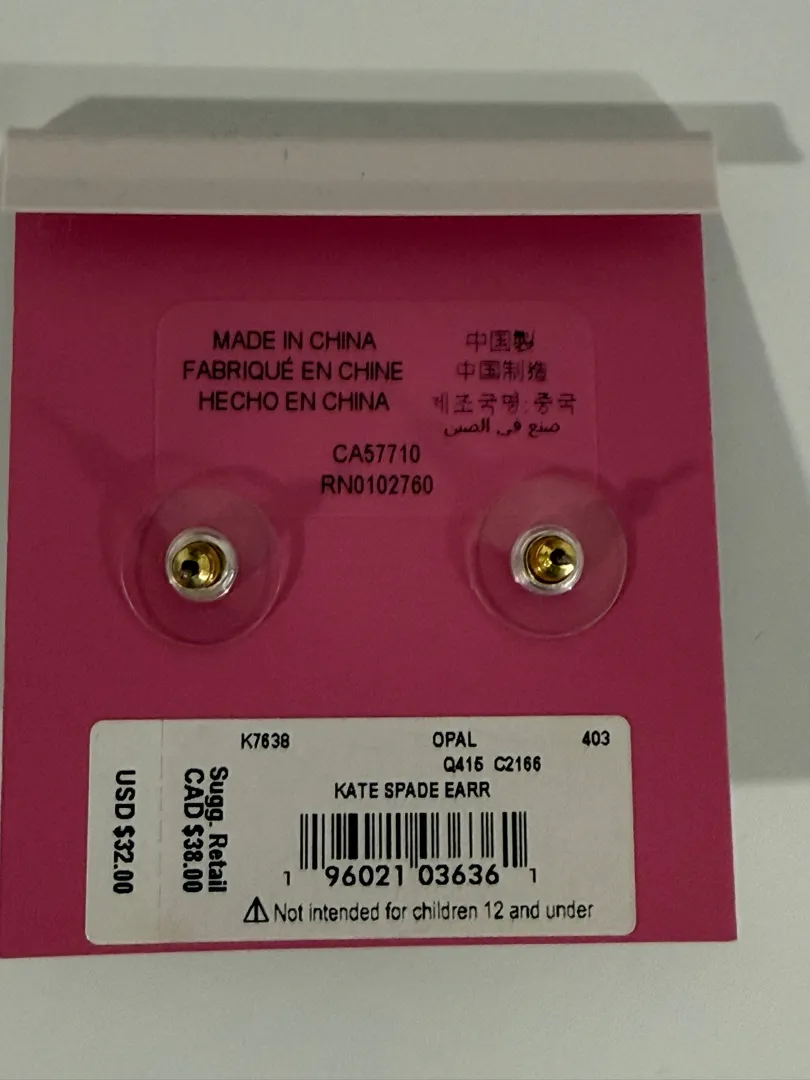 MADE IN CHINA
FABRIQUÉ EN CHINE
HECHO EN CHINA
中国製
中国制造
제조국명: 중국
صنع في الصين
CA57710
RN0102760
K7638 OPAL 403
Q415 C2166
KATE SPADE EARR
1 96021 03636 1
⚠ Not intended for children 12 and under
Sugg. Retail
CAD $38.00
USD $32.00